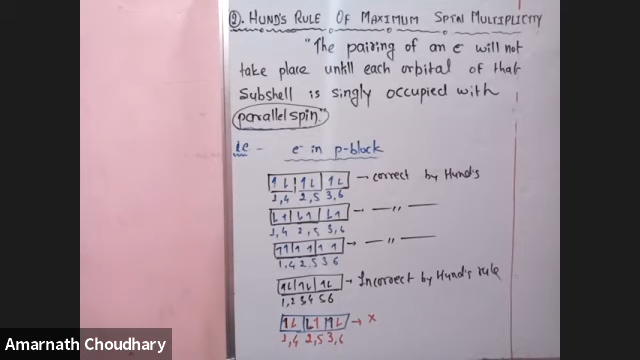 ②. HUND'S RULE OF MAXIMUM SPIN MULTIPLICITY
"The pairing of an e⁻ will not
take place untill each orbital of that
Subshell is singly occupied with
parallel spin."
ie - e⁻ in p-block
↑↓ ↑↓ ↑↓ → correct by Hund's
1,4 2,5 3,6
↓↑ ↓↑ ↓↑ → — ,, —
1,4 2,5 3,6
↑↑ ↑↑ ↑↑ → — ,, —
1,4 2,5 3,6
↑↓ ↑↓ ↑↓ → Incorrect by Hund's rule
1,2 3,4 5,6
↑↓ ↓↑ ↑↓ → ×
1,4 2,5 3,6
Amarnath Choudhary